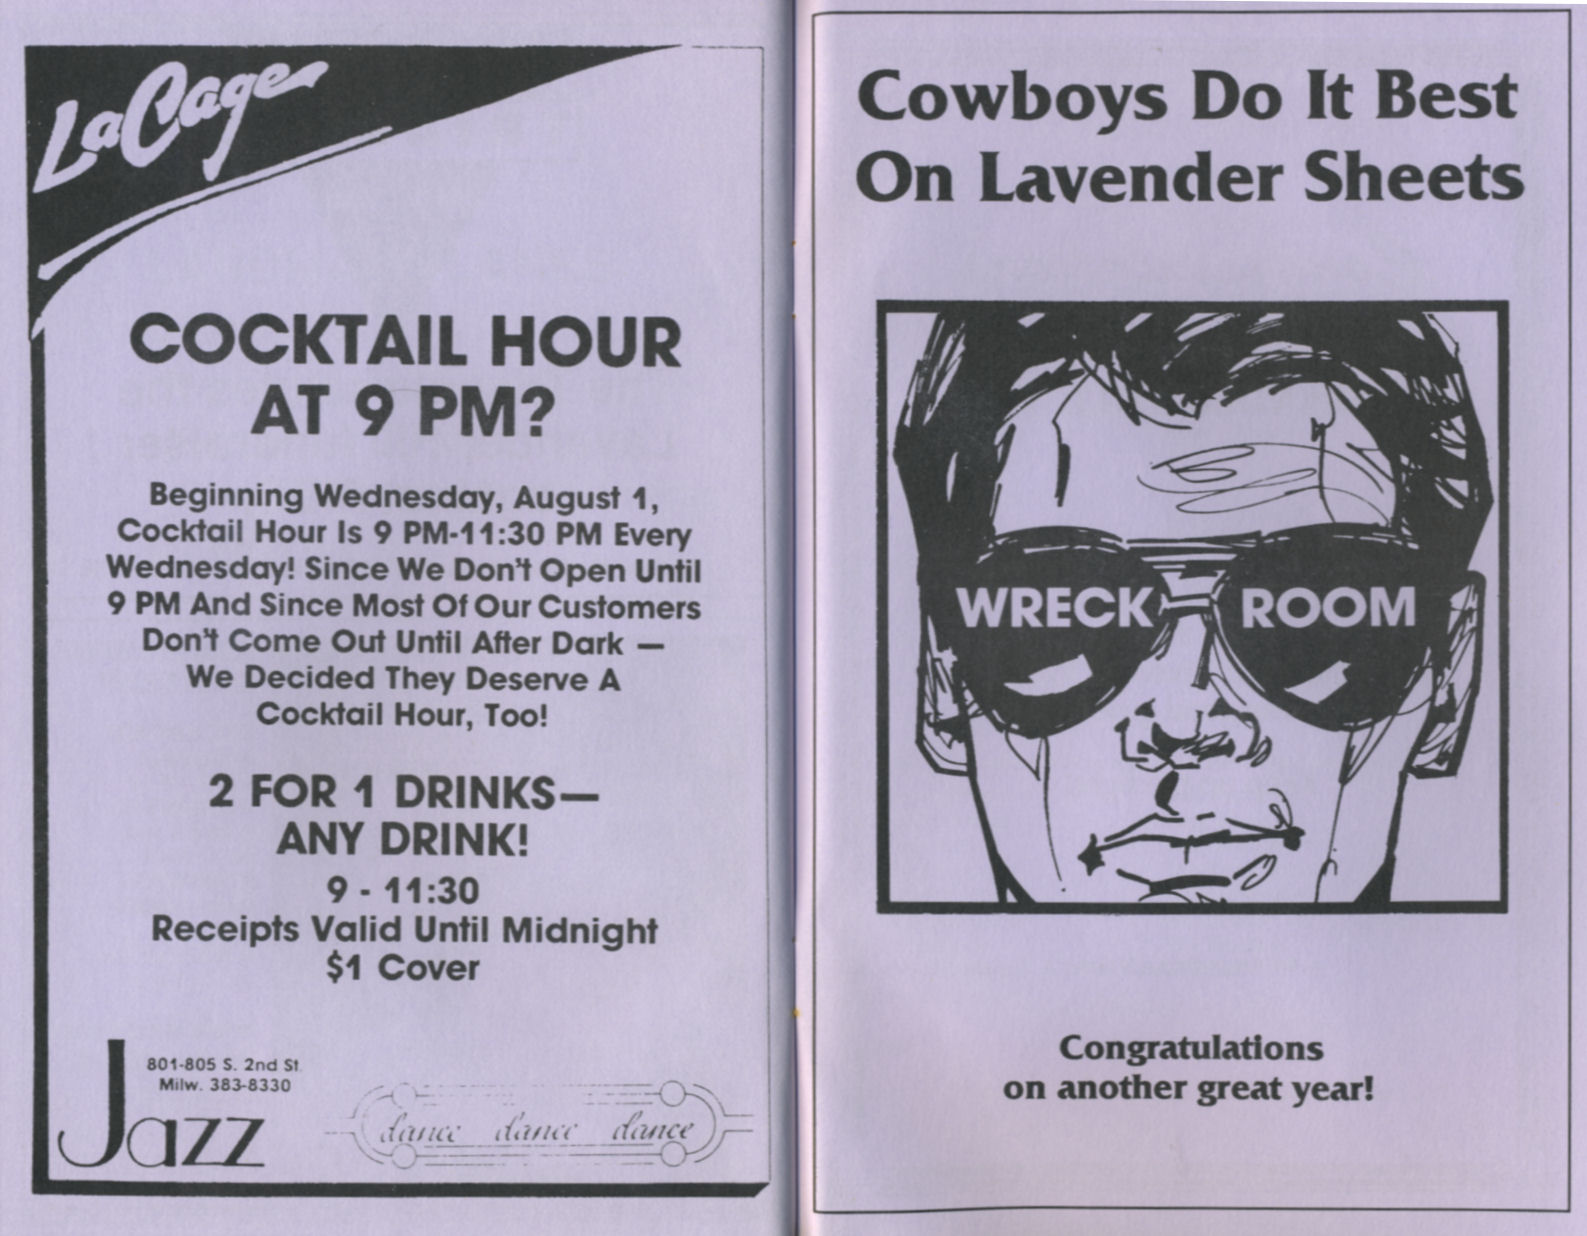 LaCage
COCKTAIL HOUR
AT 9 PM?
Beginning Wednesday, August 1,
Cocktail Hour Is 9 PM-11:30 PM Every
Wednesday! Since We Don't Open Until
9 PM And Since Most Of Our Customers
Don't Come Out Until After Dark —
We Decided They Deserve A
Cocktail Hour, Too!
2 FOR 1 DRINKS—
ANY DRINK!
9 - 11:30
Receipts Valid Until Midnight
$1 Cover
801-805 S. 2nd St.
Milw. 383-8330
Jazz
dance dance dance
Cowboys Do It Best
On Lavender Sheets
WRECK ROOM
Congratulations
on another great year!